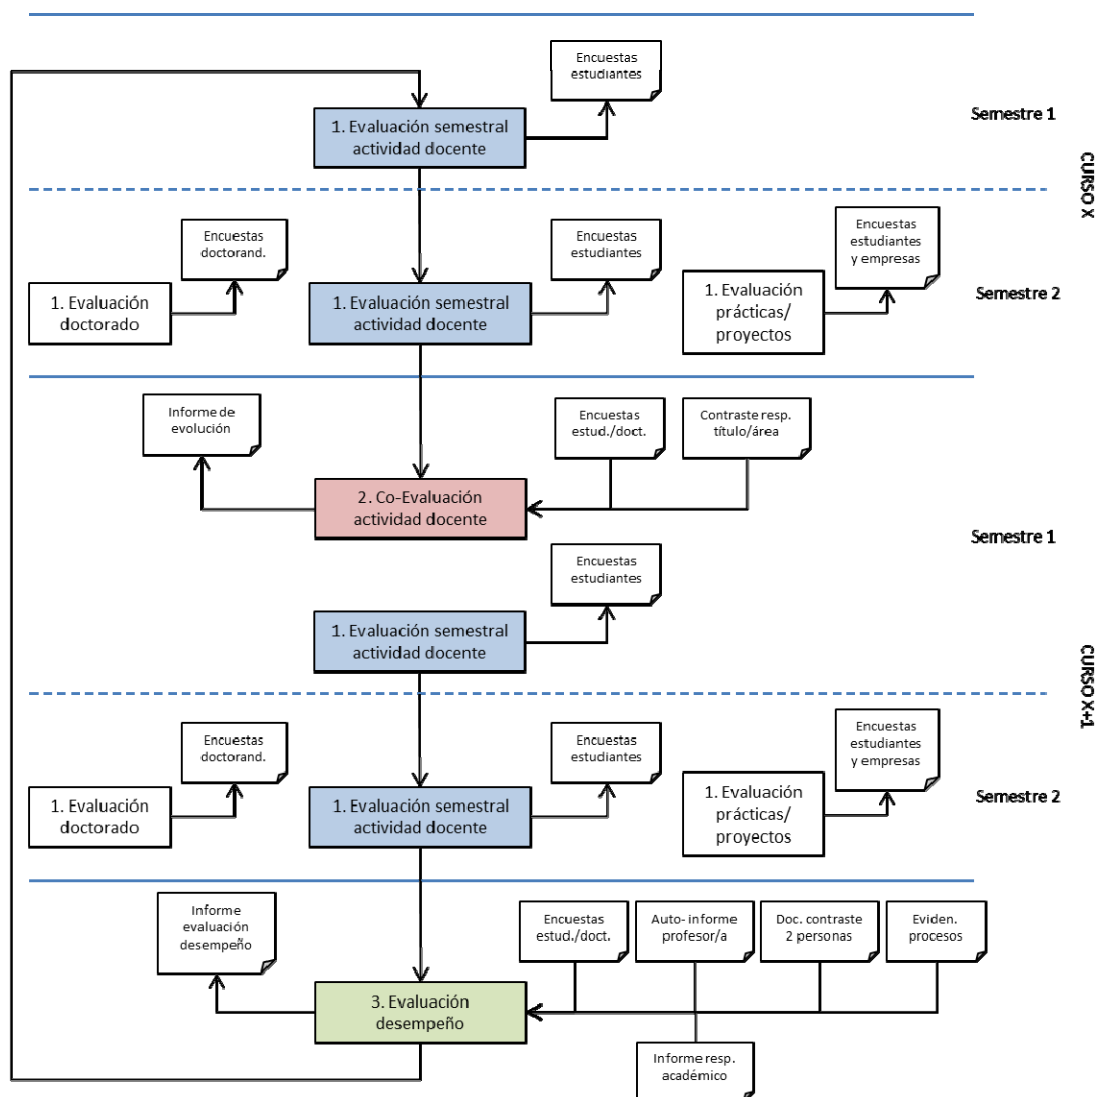 Encuestas
estudiantes
1. Evaluación semestral
actividad docente
Semestre 1
CURSO X
Encuestas
doctorand.
Encuestas
estudiantes
Encuestas
estudiantes
y empresas
1. Evaluación
doctorado
1. Evaluación semestral
actividad docente
1. Evaluación
prácticas/
proyectos
Semestre 2
Informe de
evolución
Encuestas
estud./doct.
Contraste resp.
título/área
2. Co-Evaluación
actividad docente
Semestre 1
Encuestas
estudiantes
1. Evaluación semestral
actividad docente
CURSO X+1
Encuestas
doctorand.
Encuestas
estudiantes
Encuestas
estudiantes
y empresas
1. Evaluación
doctorado
1. Evaluación semestral
actividad docente
1. Evaluación
prácticas/
proyectos
Semestre 2
Informe
evaluación
desempeño
Encuestas
estud./doct.
Auto- informe
profesor/a
Doc. contraste
2 personas
Eviden.
procesos
3. Evaluación
desempeño
Informe resp.
académico